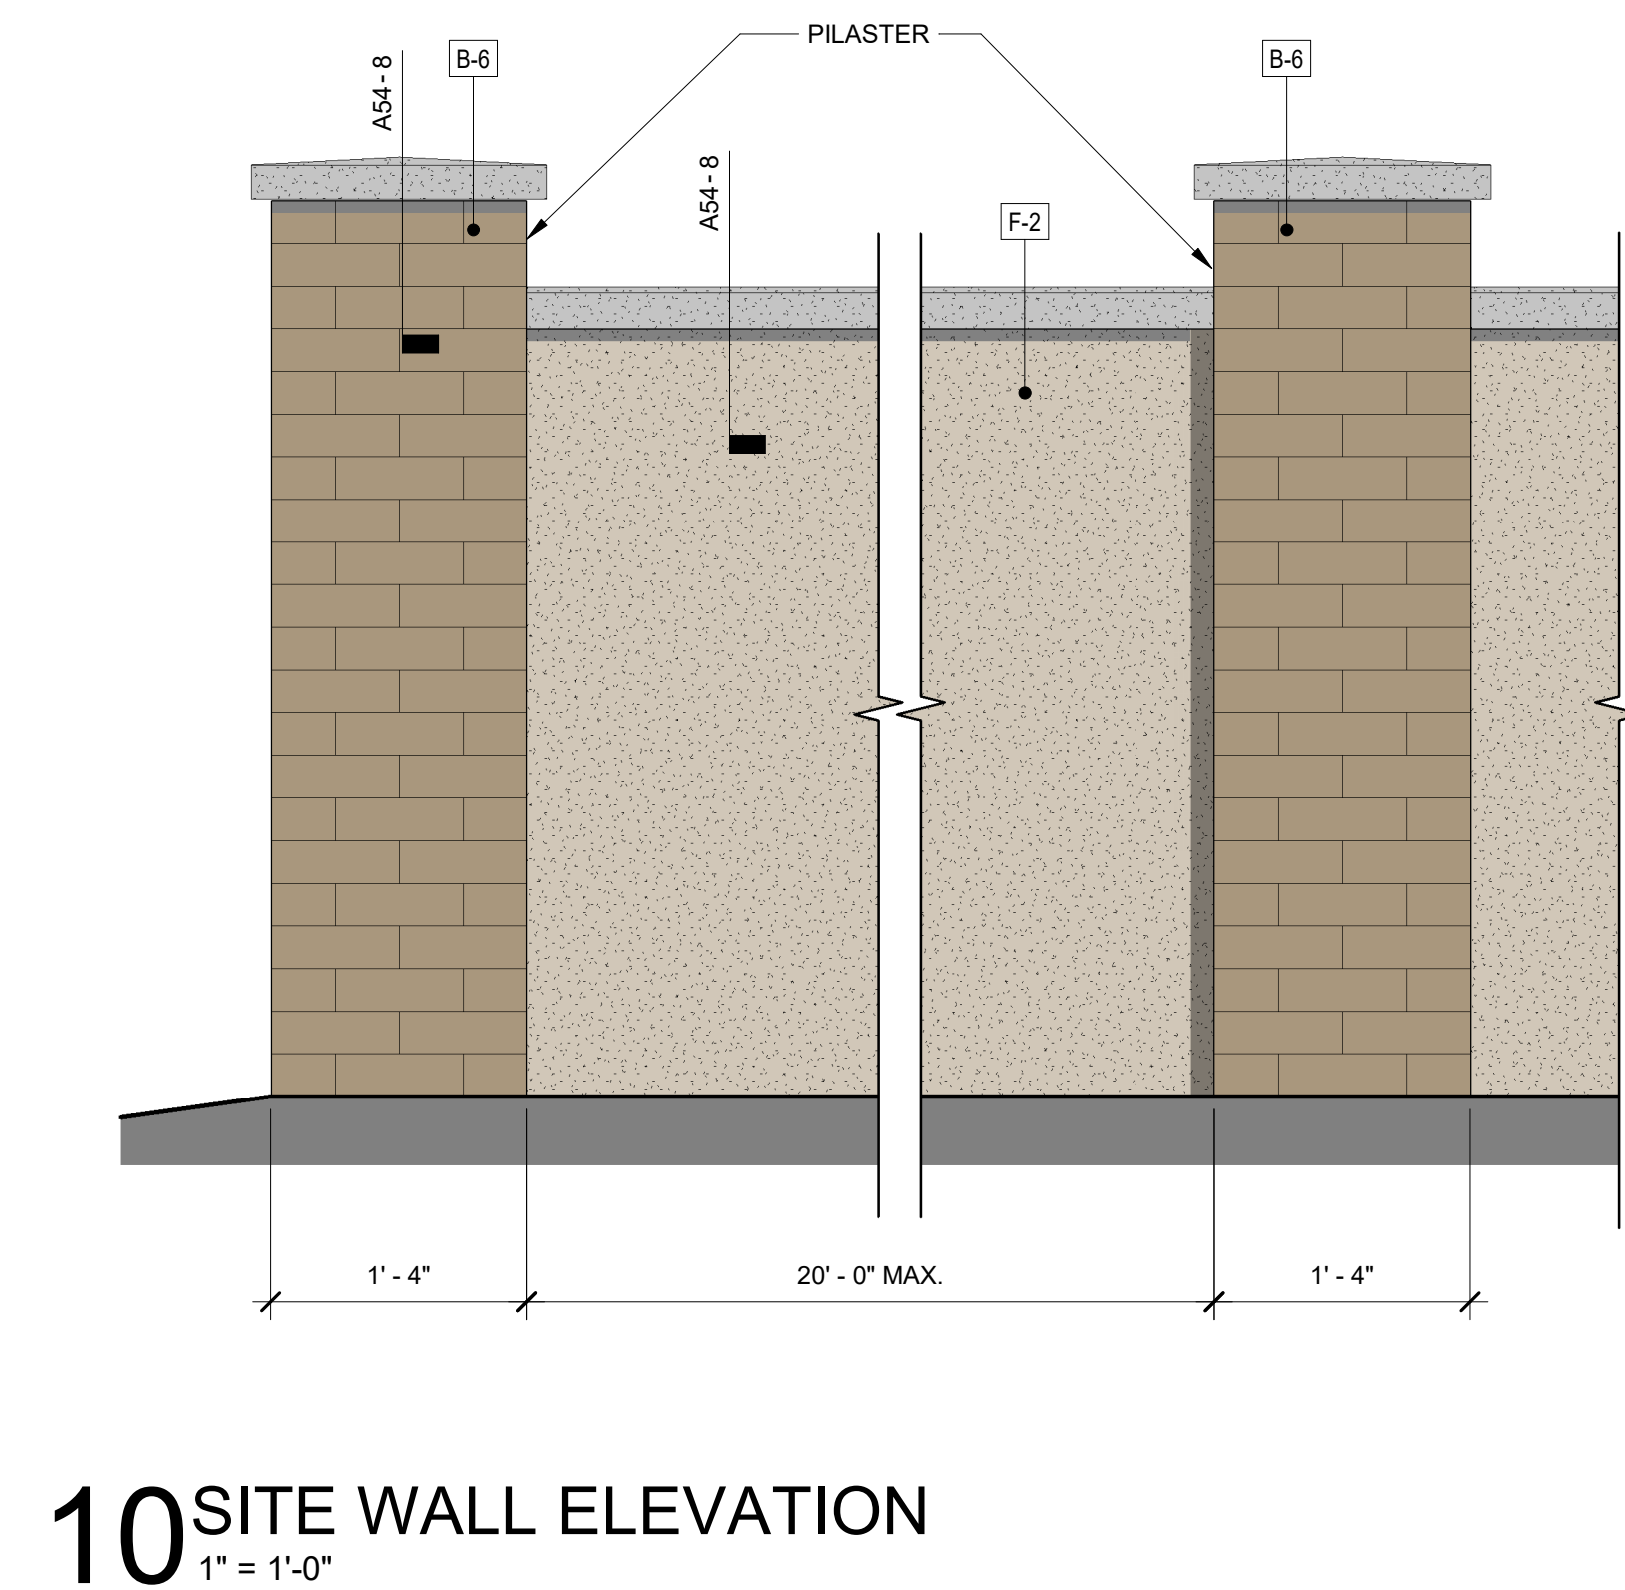 PILASTER
A54 - 8
B-6
B-6
A54 - 8
F-2
1' - 4"
20' - 0" MAX.
1' - 4"
10 SITE WALL ELEVATION
1" = 1'-0"